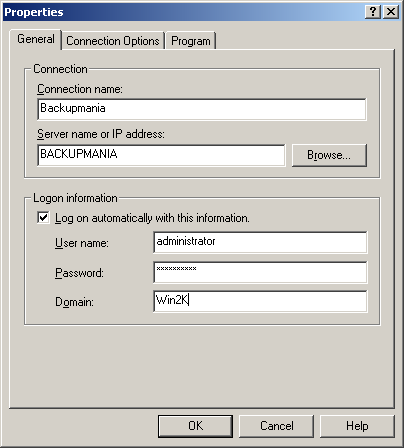 Properties
General Connection Options Program
Connection
Connection name:
Backupmania
Server name or IP address:
BACKUPMANIA Browse...
Logon information
Log on automatically with this information.
User name: administrator
Password: xxxxxxxxxx
Domain: Win2K
OK Cancel Help